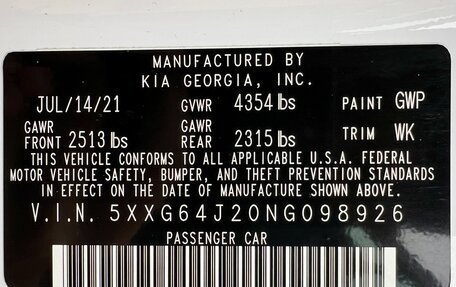 MANUFACTURED BY
KIA GEORGIA, INC.
JUL/14/21 GVWR 4354 lbs PAINT GWP
GAWR FRONT 2513 lbs GAWR REAR 2315 lbs TRIM WK
THIS VEHICLE CONFORMS TO ALL APPLICABLE U.S.A. FEDERAL
MOTOR VEHICLE SAFETY, BUMPER, AND THEFT PREVENTION STANDARDS
IN EFFECT ON THE DATE OF MANUFACTURE SHOWN ABOVE.
V.I.N. 5XXG64J20NG098926
PASSENGER CAR